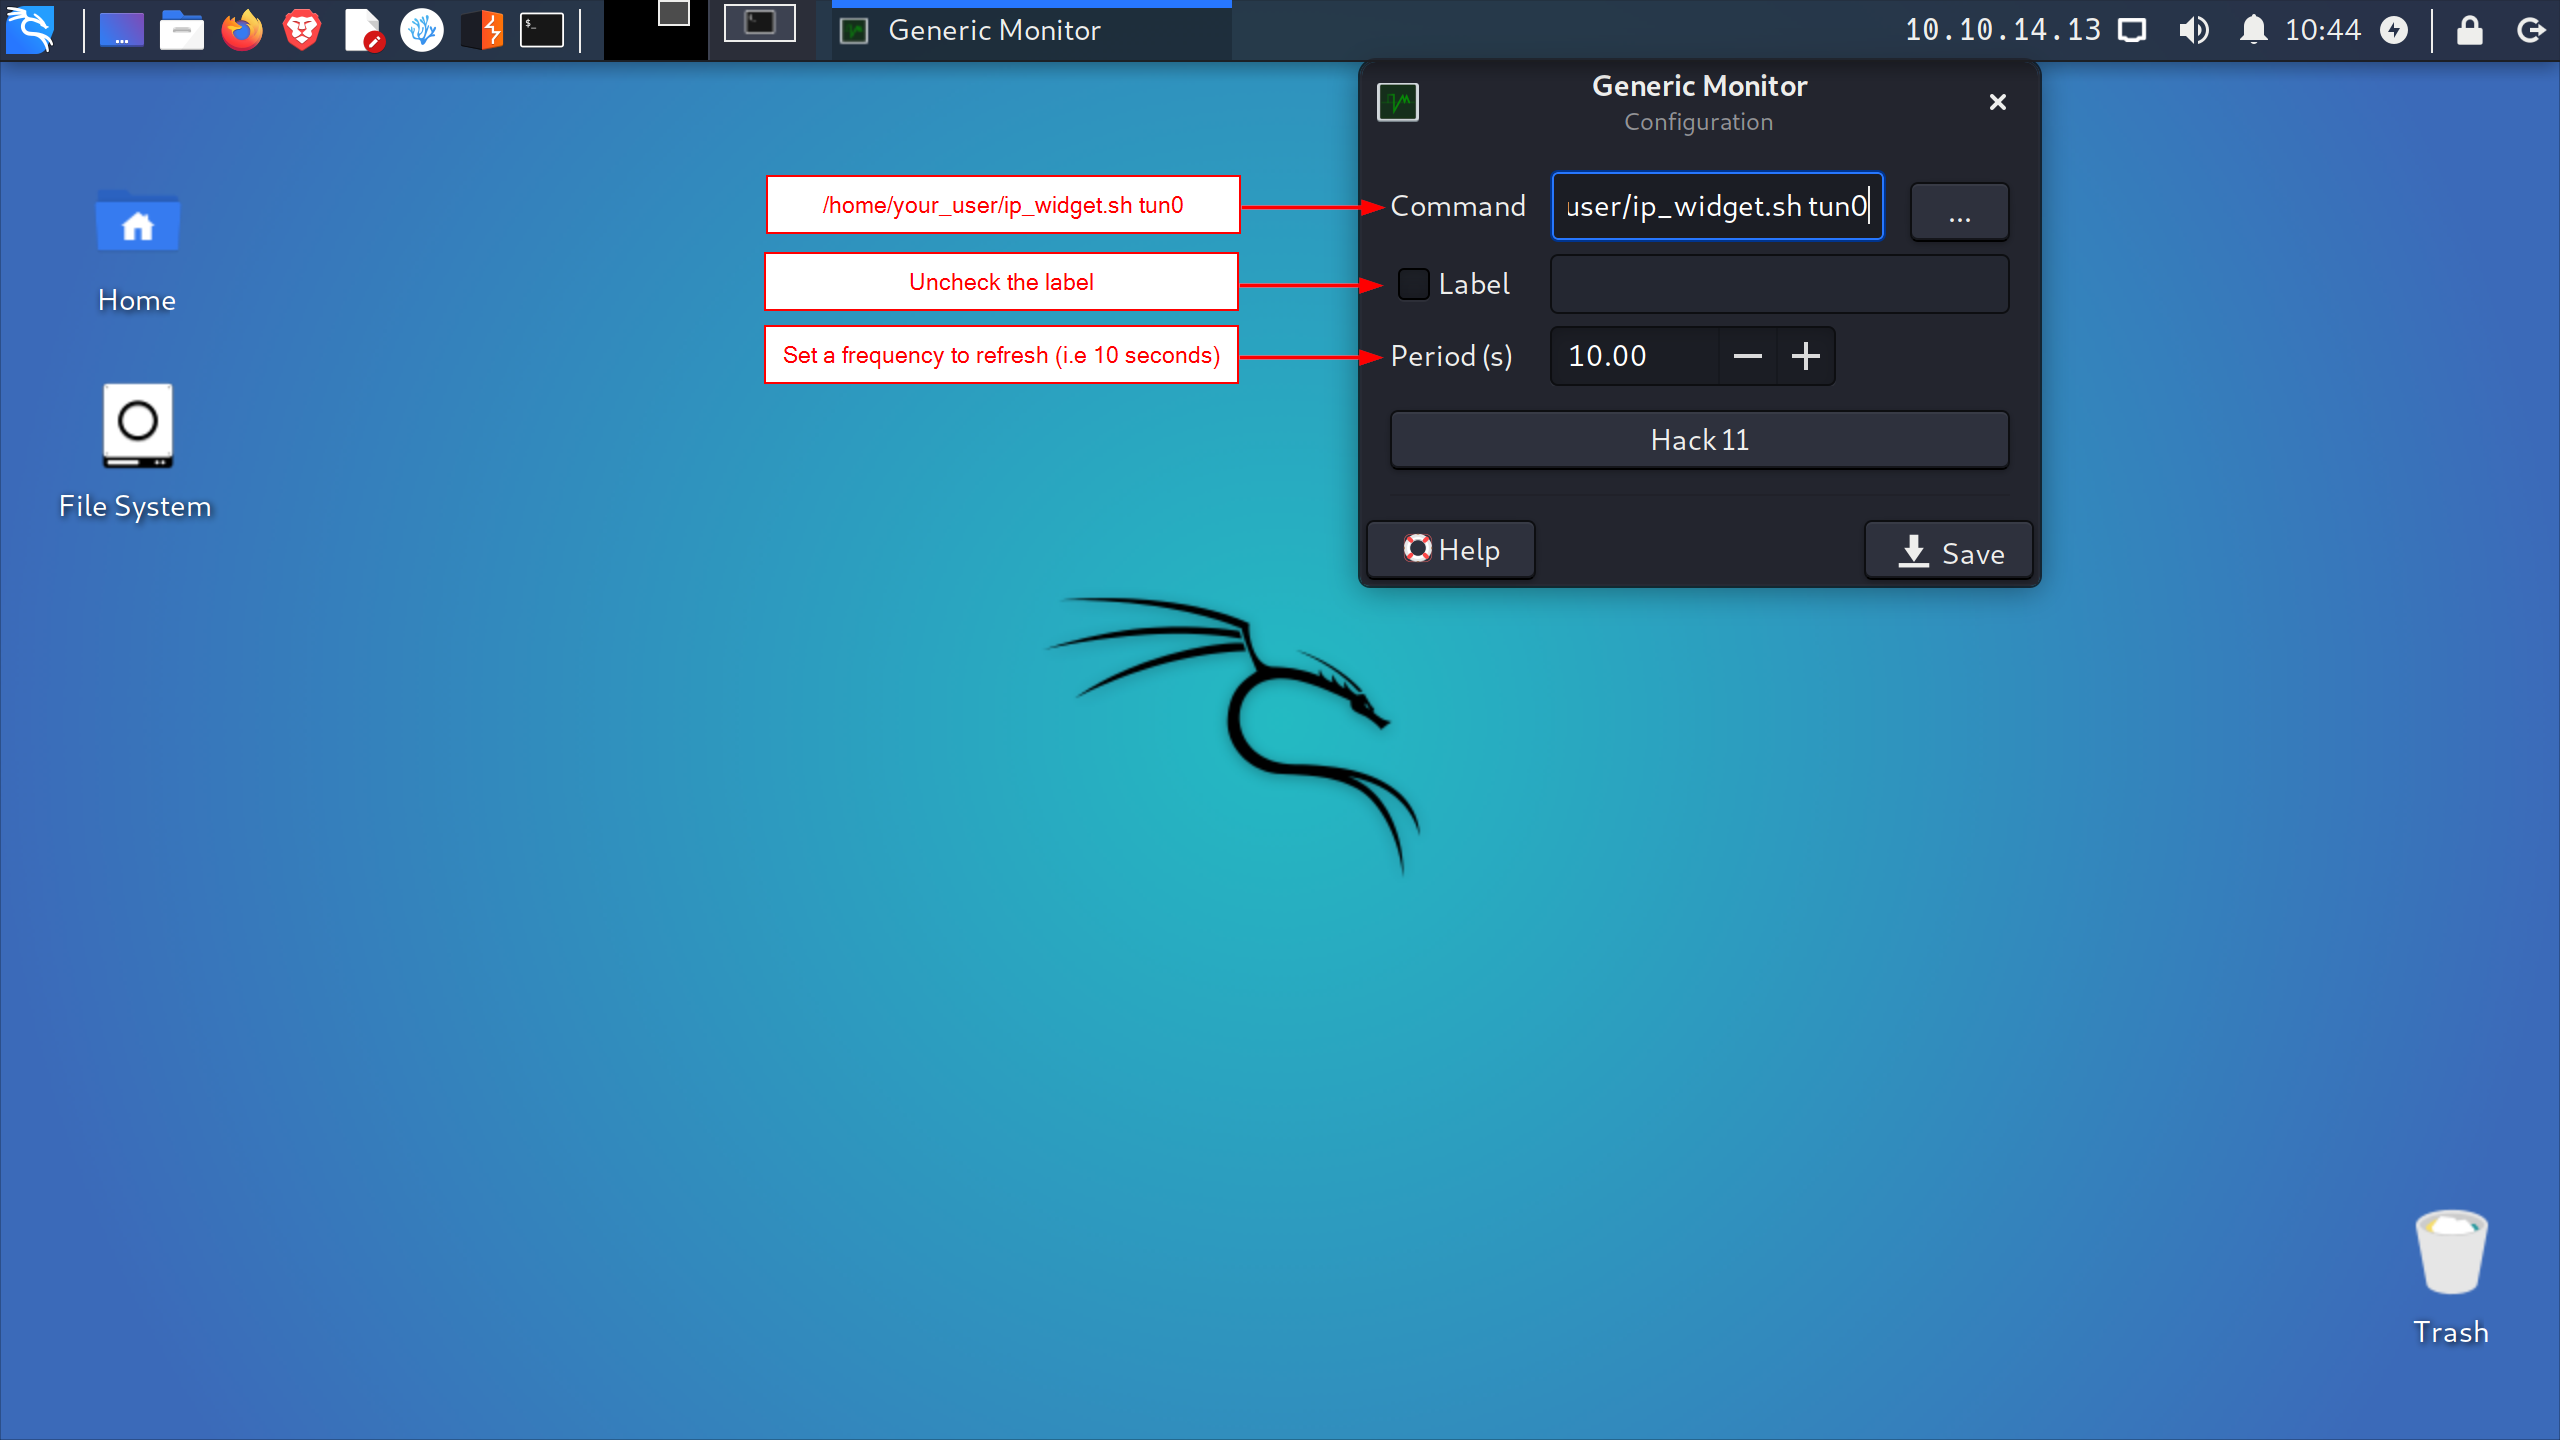 Generic Monitor
10.10.14.13
10:44
Generic Monitor
Configuration
/home/your_user/ip_widget.sh tun0
Command
user/ip_widget.sh tun0
...
Uncheck the label
Label
Set a frequency to refresh (i.e 10 seconds)
Period (s)
10.00
Hack 11
Help
Save
Home
File System
Trash